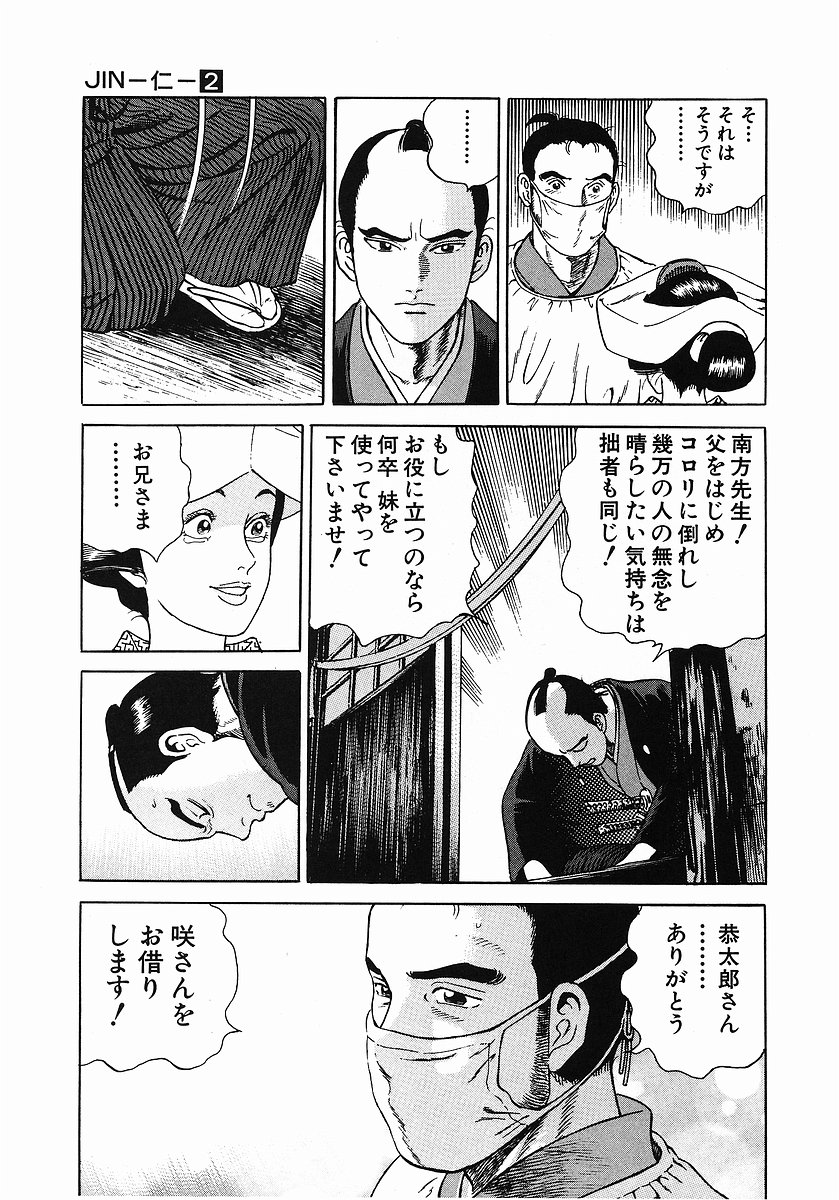 JIN－仁－2
そ…
それは
そうですが
………
………
南方先生！
父をはじめ
コロリに倒れし
幾万の人の無念を
晴らしたい気持ちは
拙者も同じ！
もし
お役に立つのなら
何卒 妹を
使ってやって
下さいませ！
お兄さま
………
恭太郎さん
………
ありがとう
咲さんを
お借り
します！